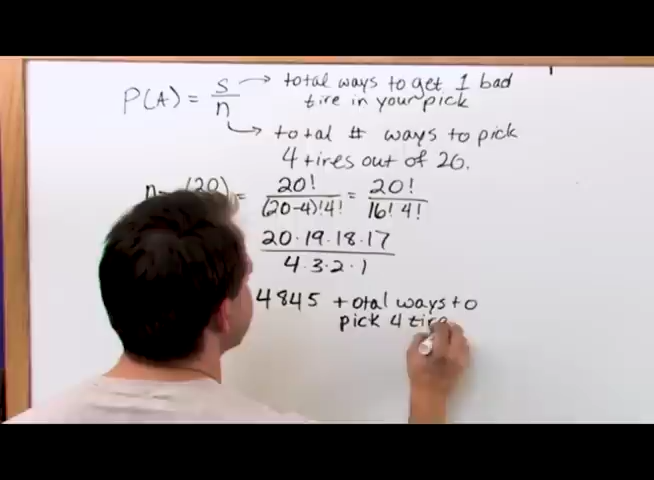 P(A) = s/n → total ways to get 1 bad
tire in your pick
→ total # ways to pick
4 tires out of 20.
n = (20) = 20!/(20-4)!4! = 20!/16! 4!
20·19·18·17/4·3·2·1
4845 total ways to
pick 4 tire